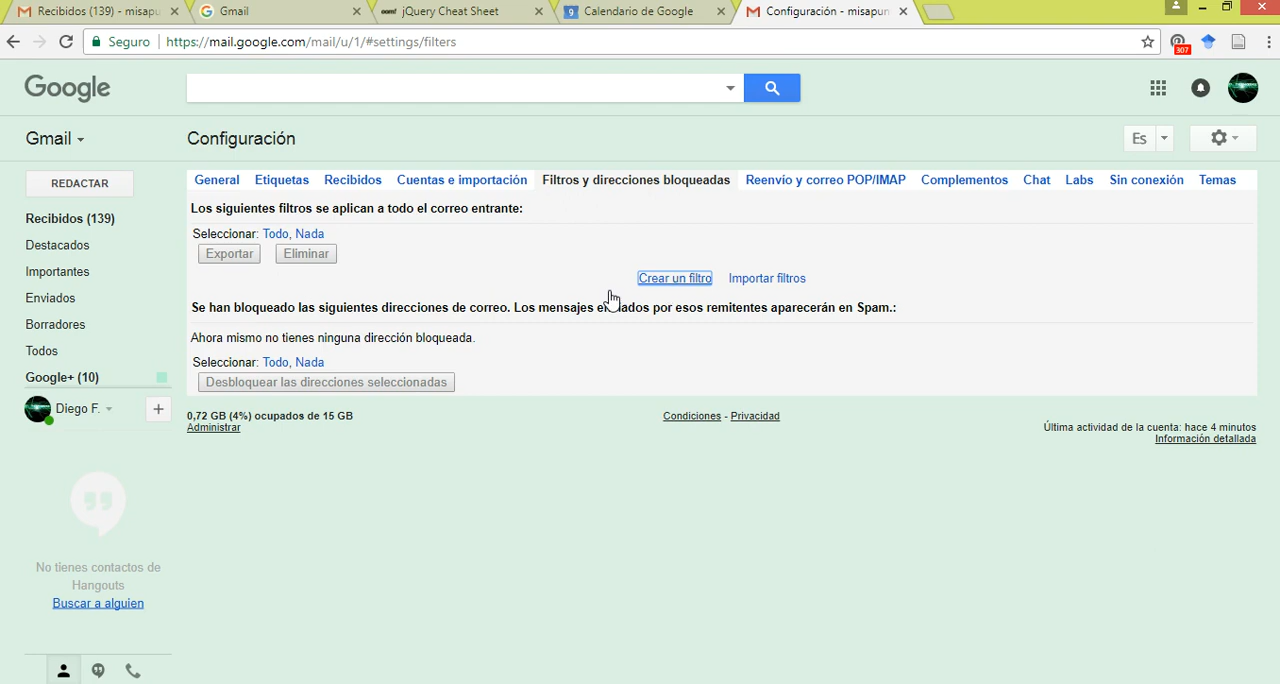 Recibidos (139) - misapu
Gmail
jQuery Cheat Sheet
9 Calendario de Google
Configuración - misapun
Seguro https://mail.google.com/mail/u/1/#settings/filters
307
Google
Gmail
Configuración
Es
REDACTAR
Recibidos (139)
Destacados
Importantes
Enviados
Borradores
Todos
Google+ (10)
Diego F.
+
No tienes contactos de
Hangouts
Buscar a alguien
General Etiquetas Recibidos Cuentas e importación Filtros y direcciones bloqueadas Reenvío y correo POP/IMAP Complementos Chat Labs Sin conexión Temas
Los siguientes filtros se aplican a todo el correo entrante:
Seleccionar: Todo, Nada
Exportar Eliminar
Crear un filtro Importar filtros
Se han bloqueado las siguientes direcciones de correo. Los mensajes enviados por esos remitentes aparecerán en Spam.:
Ahora mismo no tienes ninguna dirección bloqueada.
Seleccionar: Todo, Nada
Desbloquear las direcciones seleccionadas
0,72 GB (4%) ocupados de 15 GB
Administrar
Condiciones - Privacidad
Última actividad de la cuenta: hace 4 minutos
Información detallada